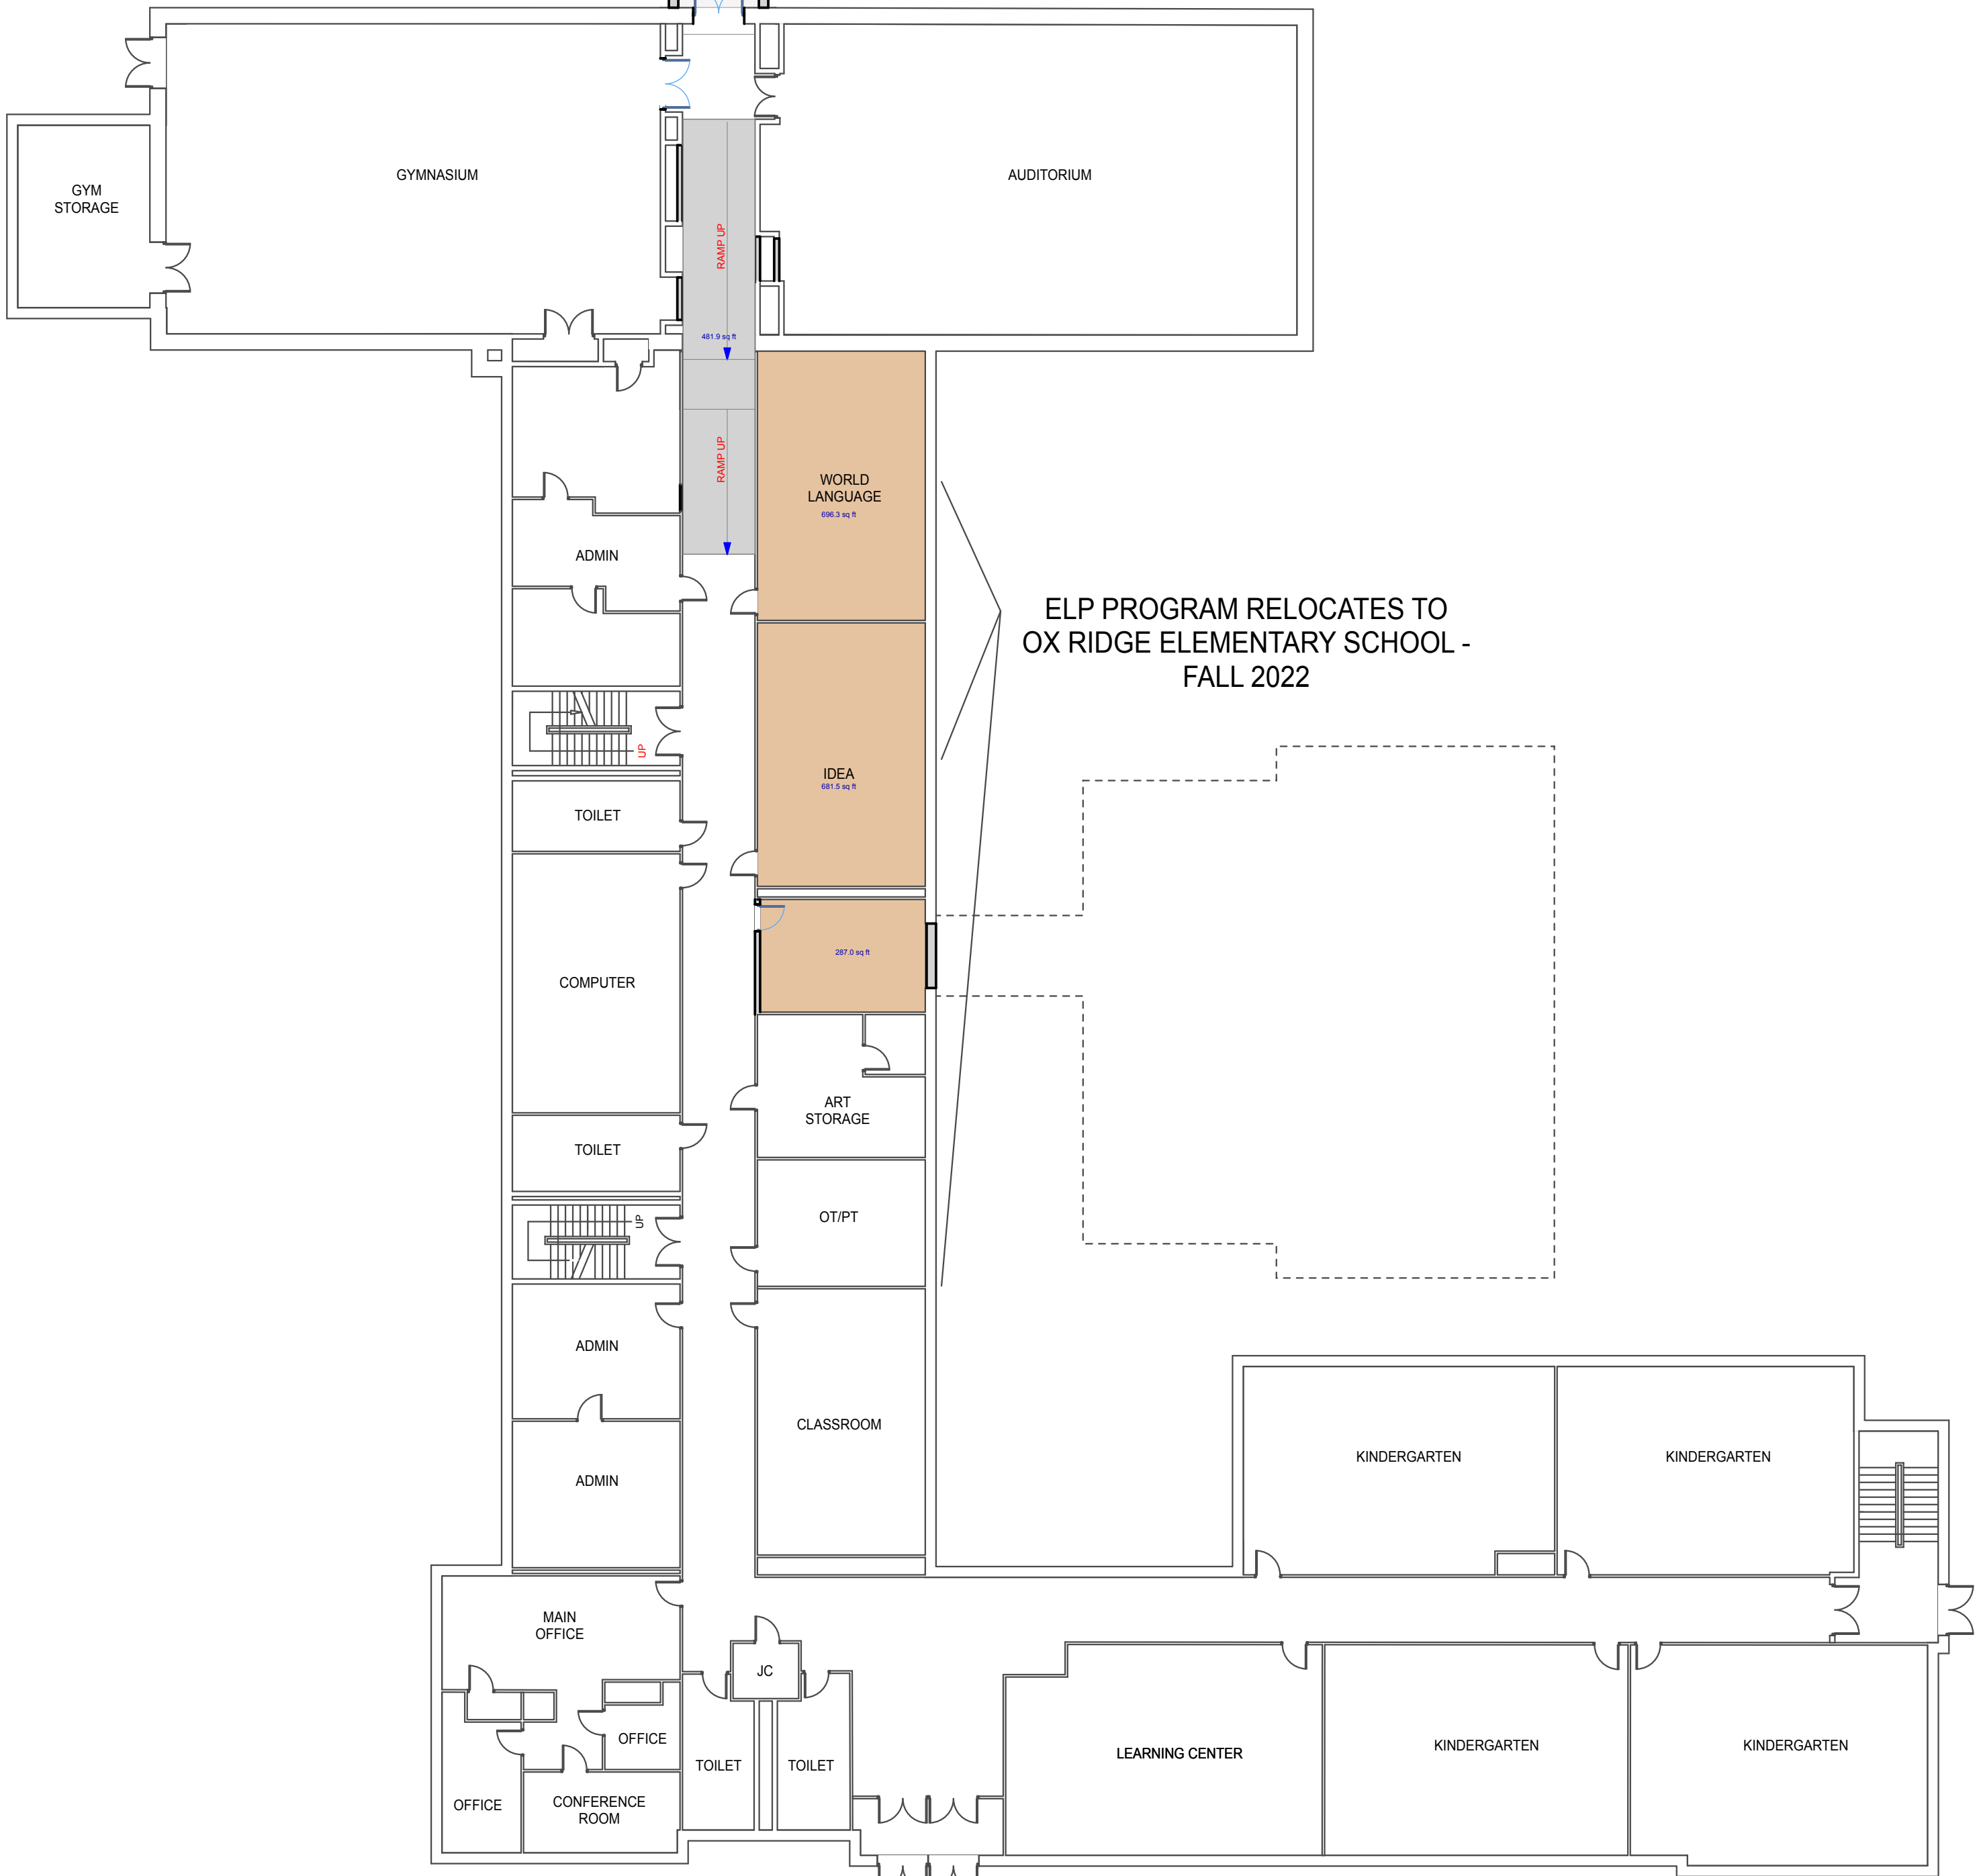 GYMNASIUM
AUDITORIUM
GYM
STORAGE
RAMP UP
481.9 sq ft
RAMP UP
WORLD
LANGUAGE
696.3 sq ft
ADMIN
ELP PROGRAM RELOCATES TO
OX RIDGE ELEMENTARY SCHOOL -
FALL 2022
UP
IDEA
681.5 sq ft
TOILET
287.0 sq ft
COMPUTER
ART
STORAGE
TOILET
OT/PT
UP
ADMIN
CLASSROOM
KINDERGARTEN
KINDERGARTEN
ADMIN
MAIN
OFFICE
JC
OFFICE
TOILET
TOILET
LEARNING CENTER
KINDERGARTEN
KINDERGARTEN
OFFICE
CONFERENCE
ROOM